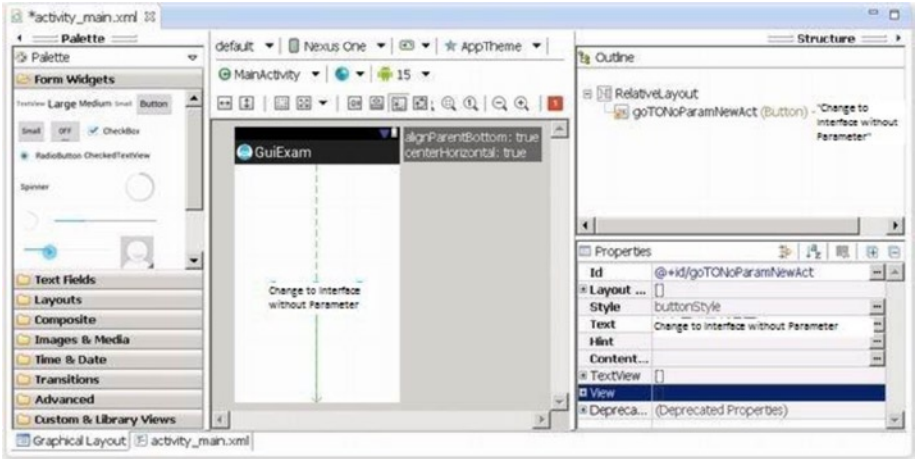 *activity_main.xml
Palette
Palette
Form Widgets
TextView Large Medium Small Button
Small OFF CheckBox
RadioButton CheckedTextView
Spinner
Text Fields
Layouts
Composite
Images & Media
Time & Date
Transitions
Advanced
Custom & Library Views
default Nexus One AppTheme
MainActivity 15
1
GuiExam
alignParentBottom: true
centerHorizontal: true
Change to Interface
without Parameter
Structure
Outline
RelativeLayout
goTONoParamNewAct (Button) - "Change to
Interface without
Parameter"
Properties
Id @+id/goTONoParamNewAct
Layout ... []
Style buttonStyle
Text Change to Interface without Parameter
Hint
Content...
TextView []
View []
Depreca... (Deprecated Properties)
Graphical Layout activity_main.xml